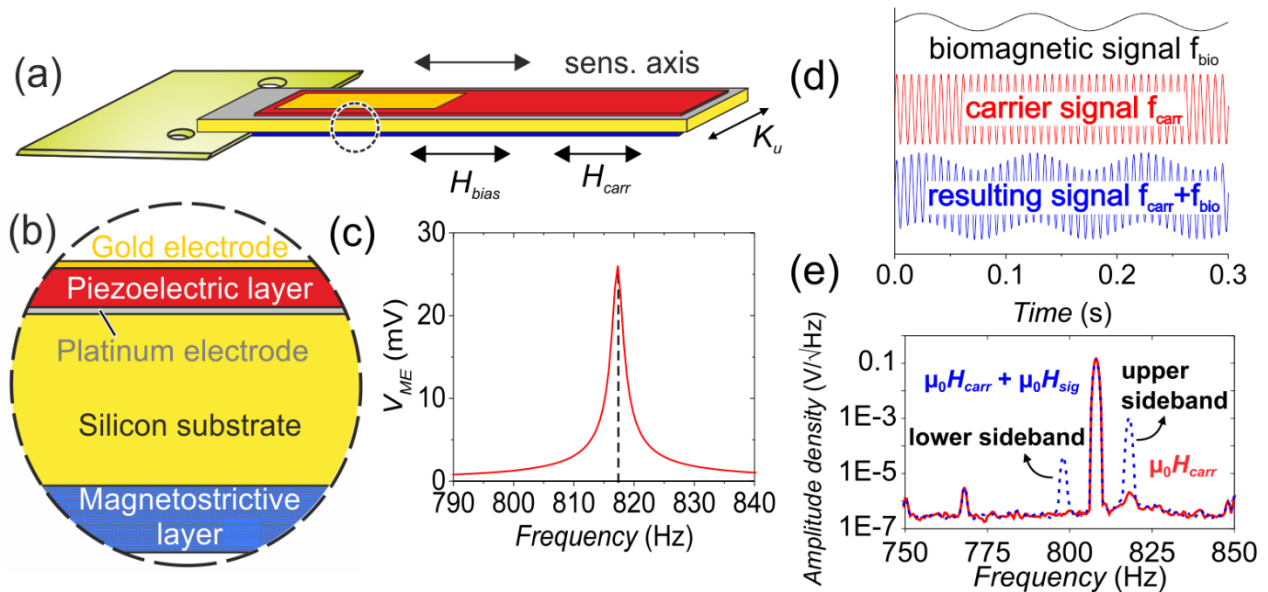 (a)
sens. axis
K_u
H_bias
H_carr
(b)
Gold electrode
Piezoelectric layer
Platinum electrode
Silicon substrate
Magnetostrictive
layer
(c)
30
20
10
0
V_ME (mV)
790 800 810 820 830 840
Frequency (Hz)
(d)
biomagnetic signal f_bio
carrier signal f_carr
resulting signal f_carr+f_bio
0.0 0.1 0.2 0.3
Time (s)
(e)
Amplitude density (V/√Hz)
0.1
1E-3
1E-5
1E-7
μ₀H_carr + μ₀H_sig
upper
sideband
lower sideband
μ₀H_carr
750 775 800 825 850
Frequency (Hz)